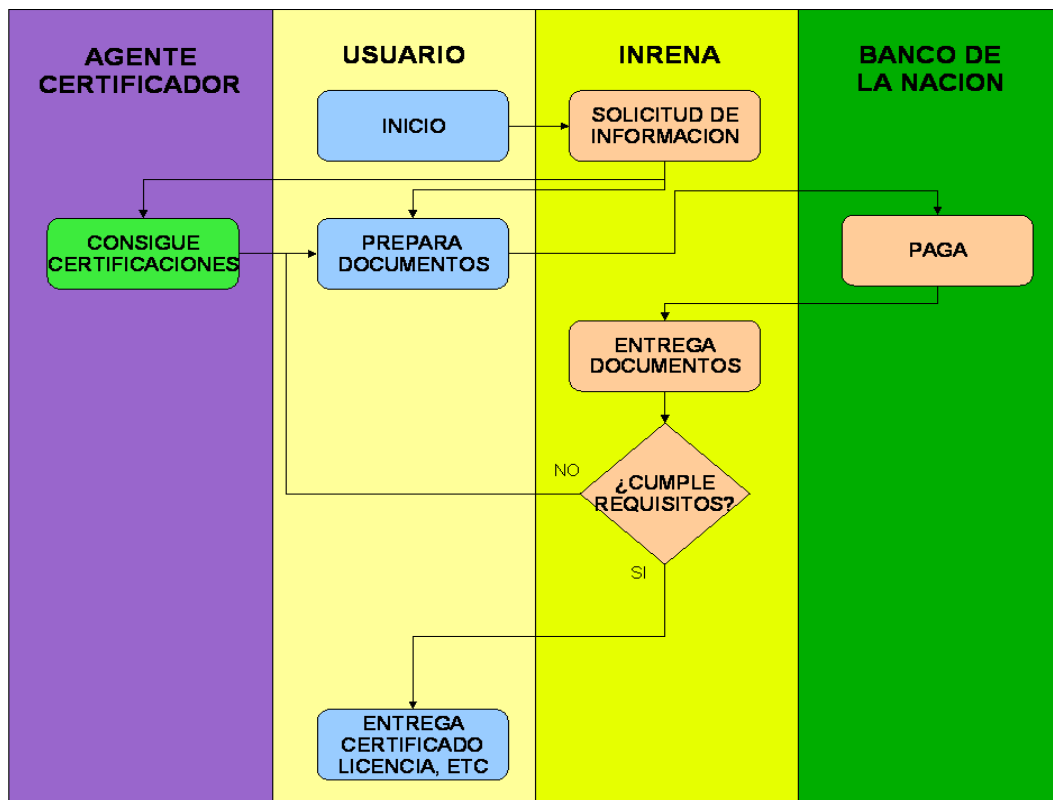 AGENTE
CERTIFICADOR
USUARIO
INRENA
BANCO DE
LA NACION
INICIO
SOLICITUD DE
INFORMACION
CONSIGUE
CERTIFICACIONES
PREPARA
DOCUMENTOS
PAGA
ENTREGA
DOCUMENTOS
NO
¿CUMPLE
REQUISITOS?
SI
ENTREGA
CERTIFICADO
LICENCIA, ETC